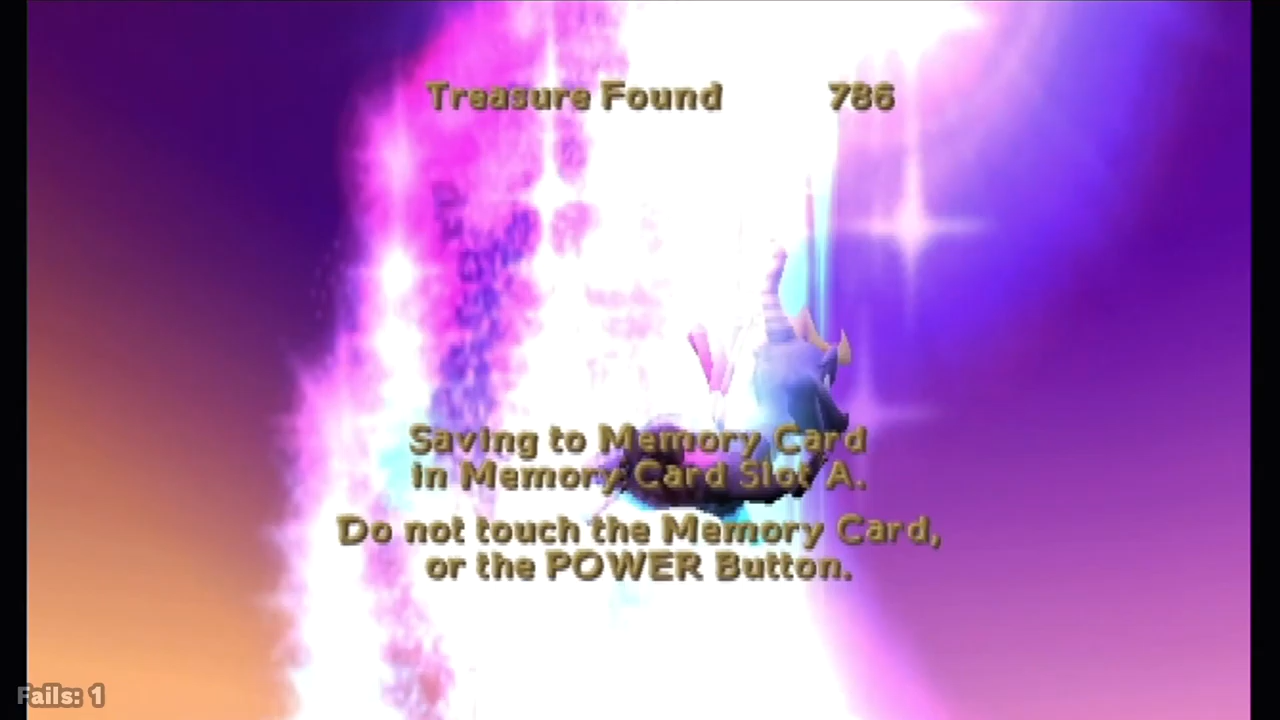 Treasure Found 786
Saving to Memory Card
in Memory Card Slot A.
Do not touch the Memory Card,
or the POWER Button.
Fails: 1